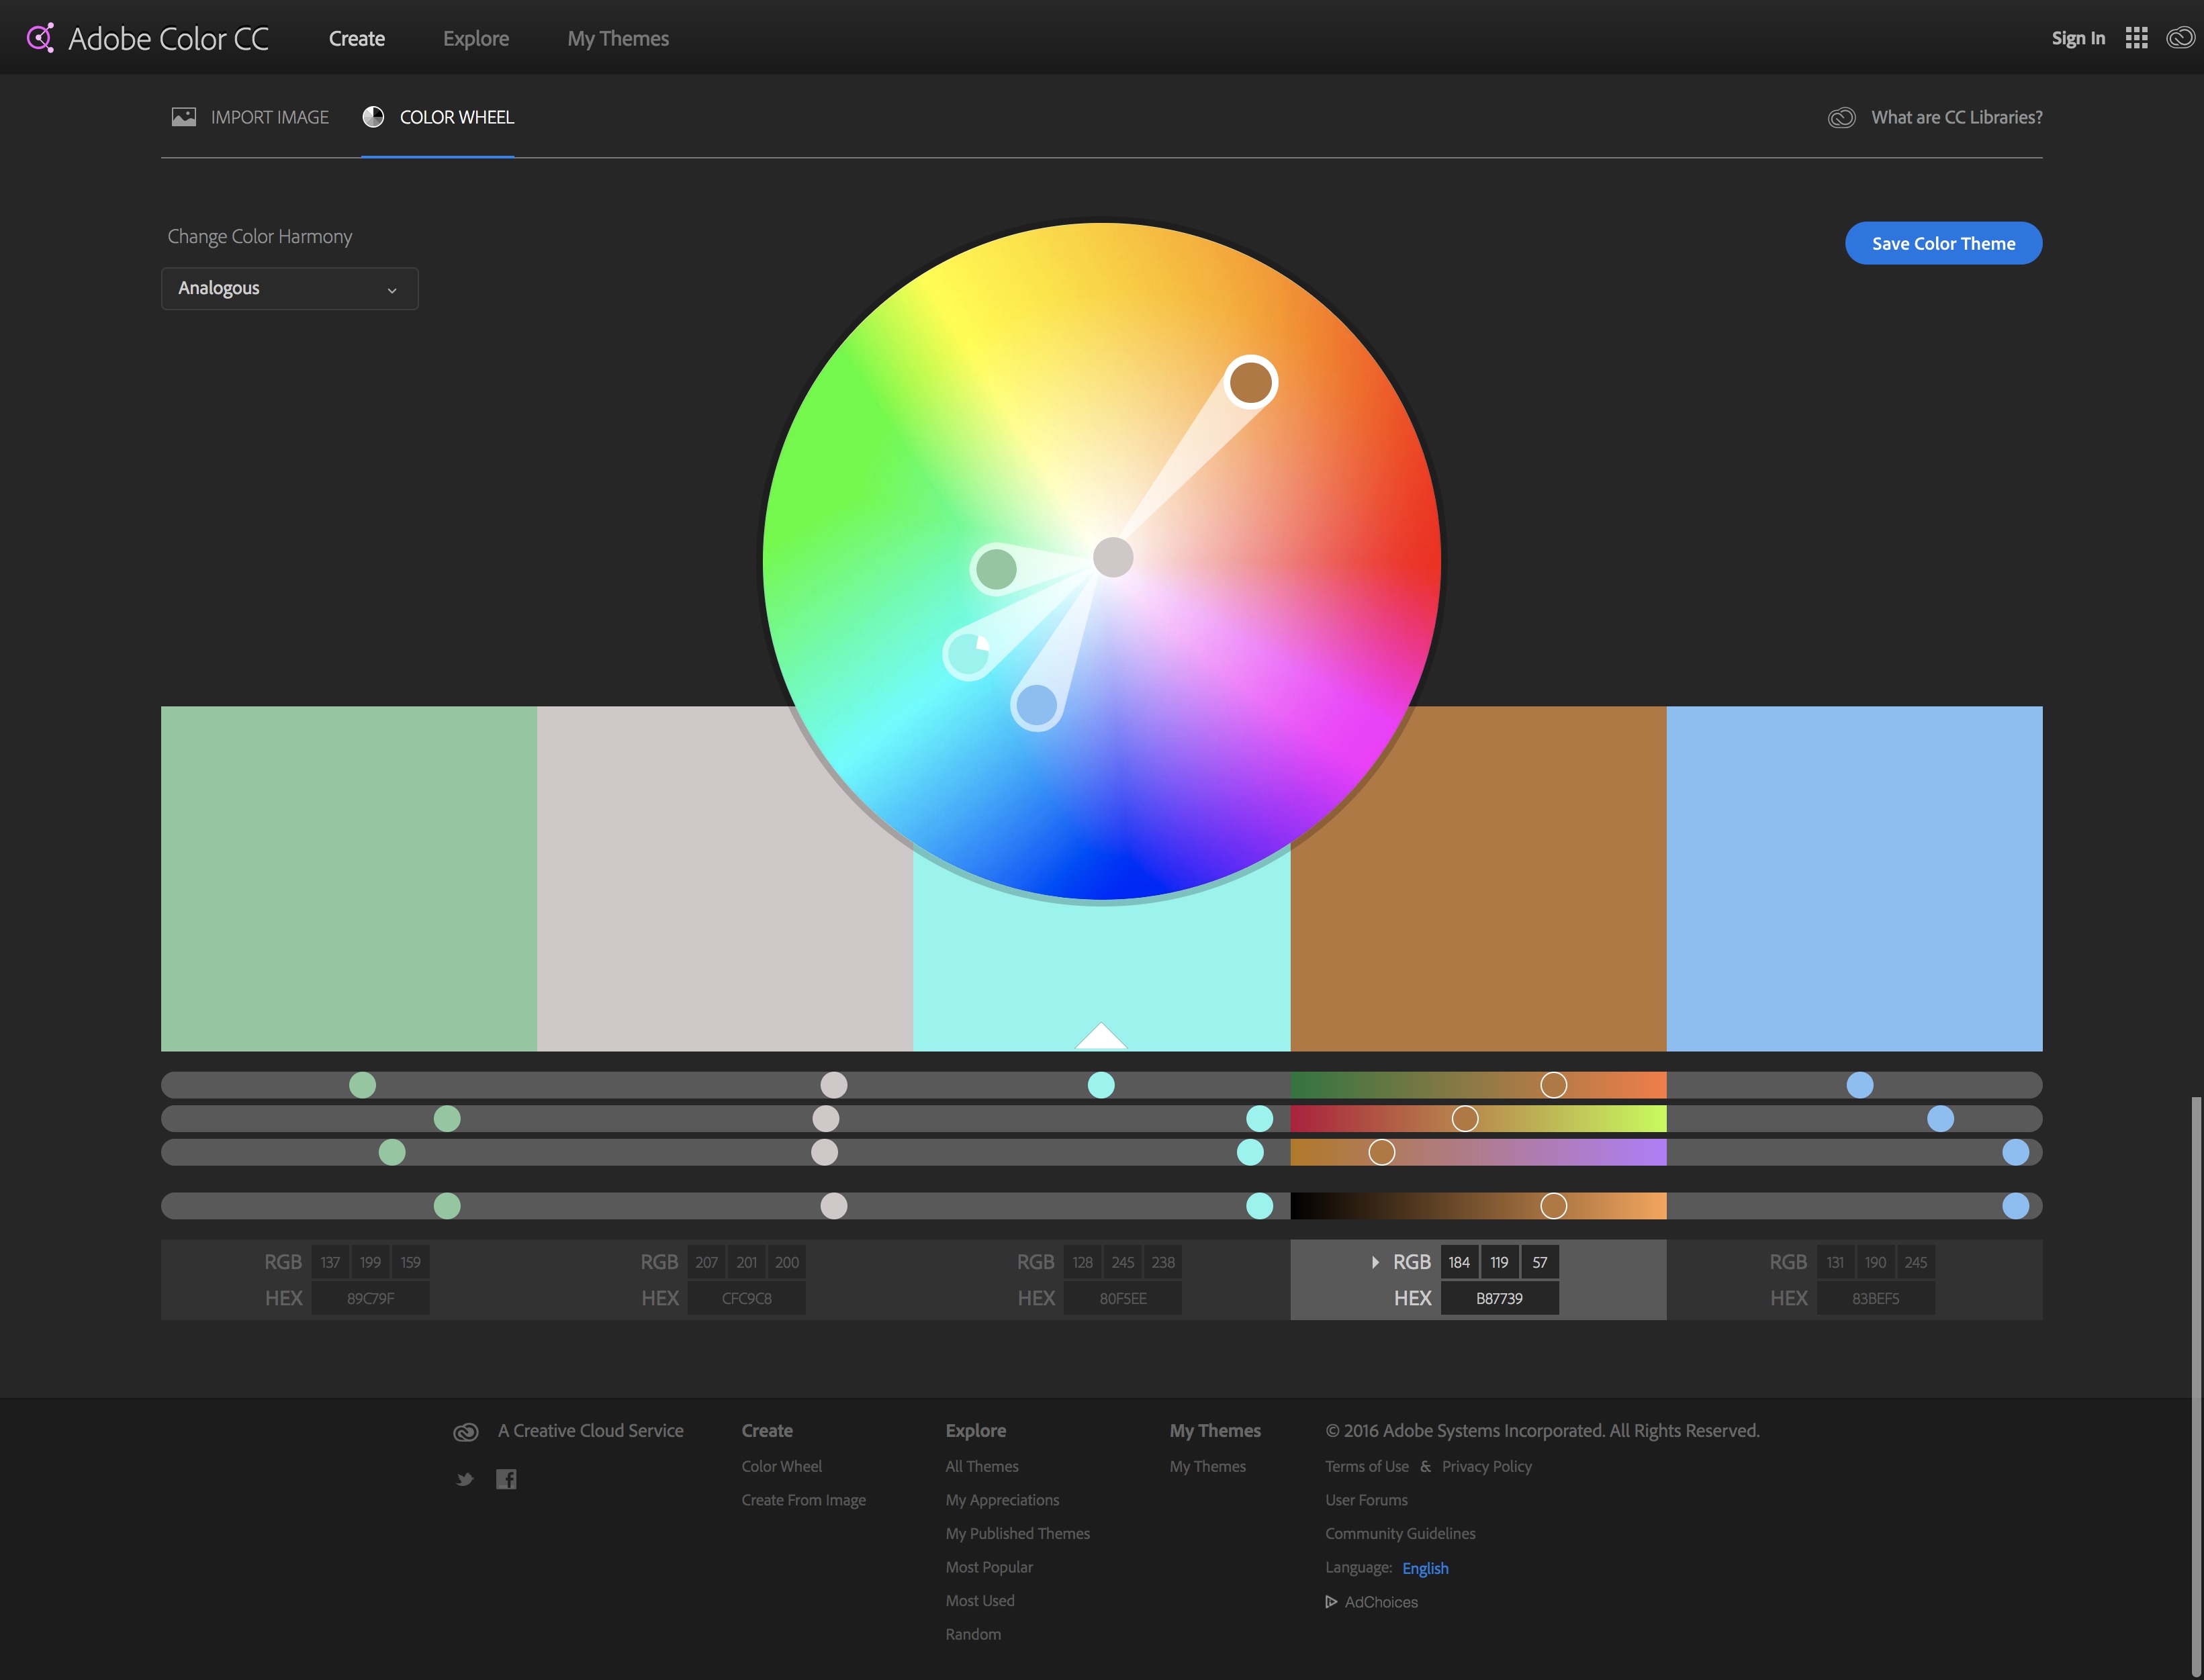 Adobe Color CC Create Explore My Themes Sign In
IMPORT IMAGE COLOR WHEEL What are CC Libraries?
Change Color Harmony
Save Color Theme
Analogous
RGB 137 199 159 RGB 207 201 200 RGB 128 245 238 RGB 184 119 57 RGB 131 190 245
HEX 89C79F HEX CFC9C8 HEX 80F5EE HEX B87739 HEX 83BEF5
A Creative Cloud Service Create Explore My Themes © 2016 Adobe Systems Incorporated. All Rights Reserved.
Color Wheel All Themes My Themes Terms of Use & Privacy Policy
Create From Image My Appreciations User Forums
My Published Themes Community Guidelines
Most Popular Language: English
Most Used AdChoices
Random